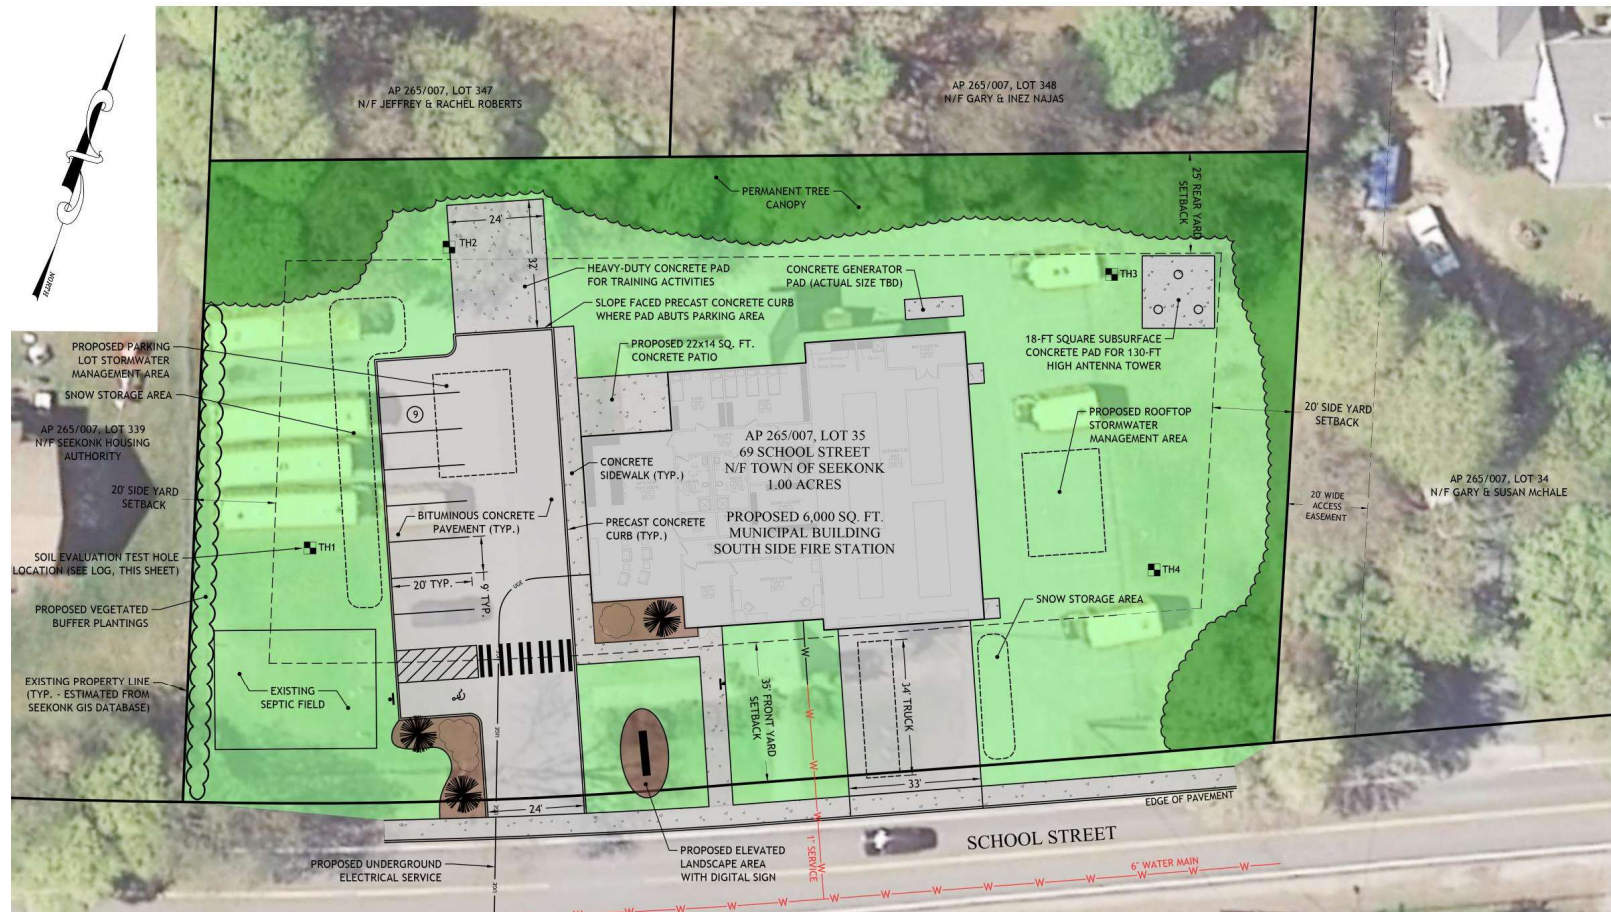 AP 265/007, LOT 347
N/F JEFFREY & RACHEL ROBERTS
AP 265/007, LOT 348
N/F GARY & INEZ NAJAS
NORTH
PERMANENT TREE
CANOPY
25' REAR YARD
SETBACK
24'
TH2
32'
HEAVY-DUTY CONCRETE PAD
FOR TRAINING ACTIVITIES
CONCRETE GENERATOR
PAD (ACTUAL SIZE TBD)
TH3
SLOPE FACED PRECAST CONCRETE CURB
WHERE PAD ABUTS PARKING AREA
PROPOSED 22x14 SQ. FT.
CONCRETE PATIO
18-FT SQUARE SUBSURFACE
CONCRETE PAD FOR 130-FT
HIGH ANTENNA TOWER
PROPOSED PARKING
LOT STORMWATER
MANAGEMENT AREA
SNOW STORAGE AREA
9
AP 265/007, LOT 339
N/F SEEKONK HOUSING
AUTHORITY
PROPOSED ROOFTOP
STORMWATER
MANAGEMENT AREA
20' SIDE YARD
SETBACK
AP 265/007, LOT 35
69 SCHOOL STREET
N/F TOWN OF SEEKONK
1.00 ACRES
PROPOSED 6,000 SQ. FT.
MUNICIPAL BUILDING
SOUTH SIDE FIRE STATION
CONCRETE
SIDEWALK (TYP.)
20' SIDE YARD
SETBACK
20' WIDE
ACCESS
EASEMENT
AP 265/007, LOT 34
N/F GARY & SUSAN McHALE
BITUMINOUS CONCRETE
PAVEMENT (TYP.)
PRECAST CONCRETE
CURB (TYP.)
TH1
SOIL EVALUATION TEST HOLE
LOCATION (SEE LOG, THIS SHEET)
20' TYP.
9' TYP.
TH4
PROPOSED VEGETATED
BUFFER PLANTINGS
SNOW STORAGE AREA
EXISTING PROPERTY LINE
(TYP. - ESTIMATED FROM
SEEKONK GIS DATABASE)
EXISTING
SEPTIC FIELD
35' FRONT YARD
SETBACK
34' TRUCK
W
W
W
W
33'
24'
EDGE OF PAVEMENT
SCHOOL STREET
PROPOSED UNDERGROUND
ELECTRICAL SERVICE
PROPOSED ELEVATED
LANDSCAPE AREA
WITH DIGITAL SIGN
1" SERVICE
6" WATER MAIN
W W W W W W W W W W W W W